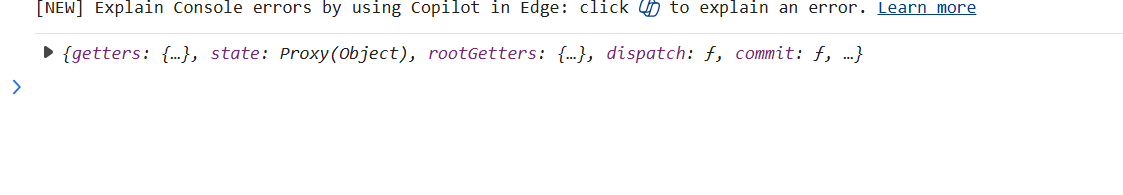 [NEW] Explain Console errors by using Copilot in Edge: click to explain an error. Learn more
{getters: {…}, state: Proxy(Object), rootGetters: {…}, dispatch: ƒ, commit: ƒ, …}